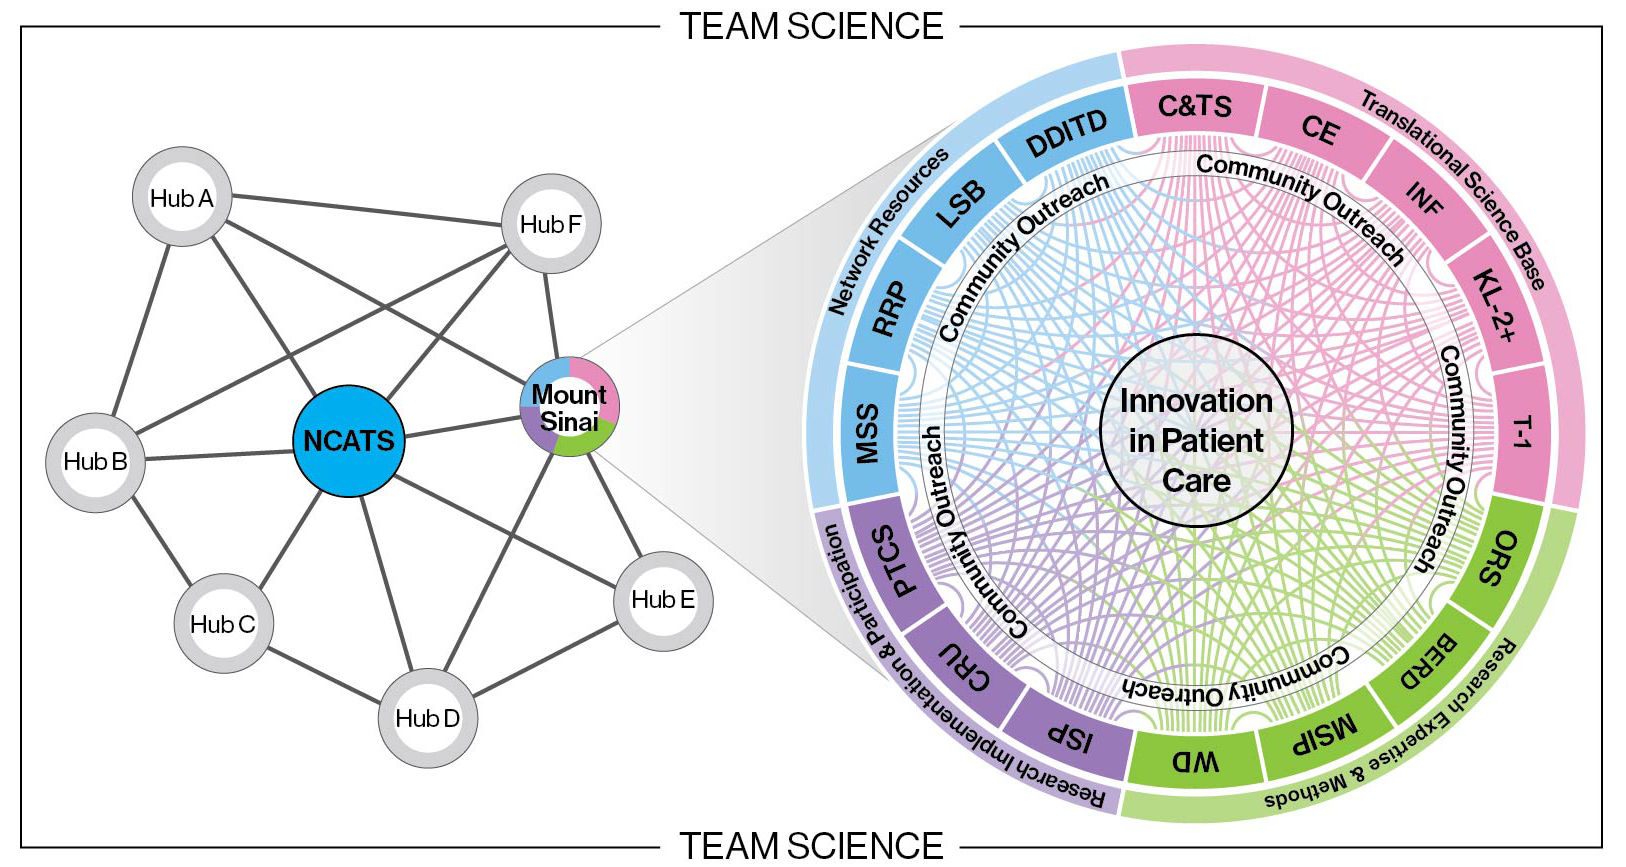 TEAM SCIENCE
Hub A
Hub F
Mount
Sinai
NCATS
Hub B
Hub C
Hub E
Hub D
Network Resources
Translational Science Base
Research Expertise & Methods
Research Implementation & Participation
DDITD
LSB
RRP
MSS
C&TS
CE
INF
KL-2+
T-1
ORS
BERD
MSIP
WD
ISP
CRU
PTCS
Community Outreach
Community Outreach
Community Outreach
Community Outreach
Community Outreach
Innovation
in Patient
Care
TEAM SCIENCE